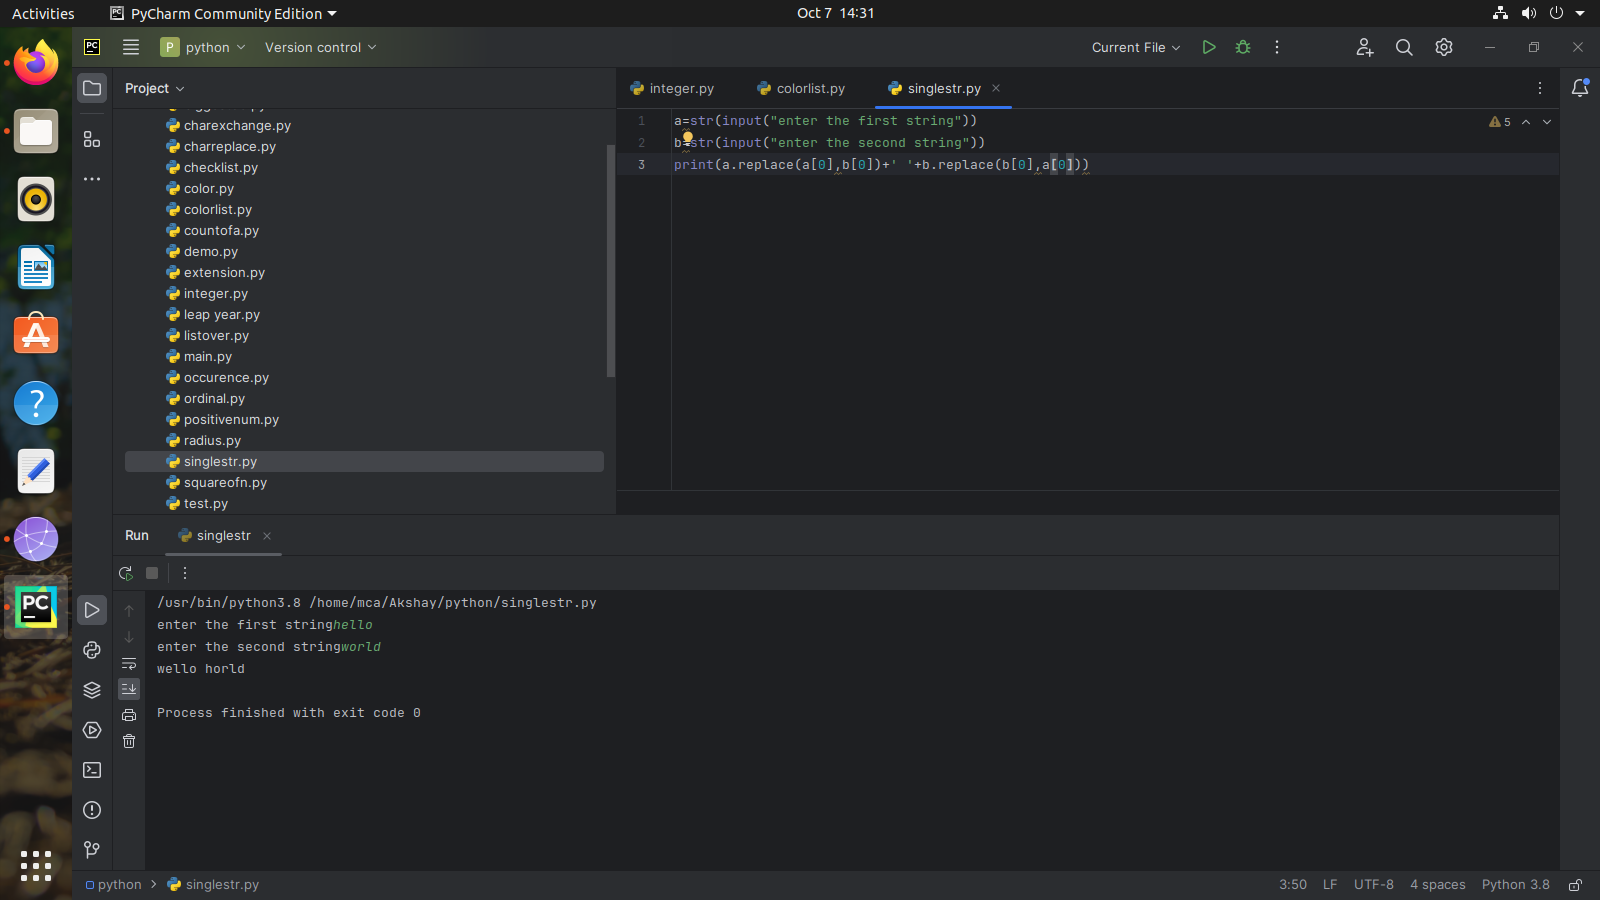 Activities PyCharm Community Edition Oct 7 14:31
PC P python Version control Current File
Project
charexchange.py
charreplace.py
checklist.py
color.py
colorlist.py
countofa.py
demo.py
extension.py
integer.py
leap year.py
listover.py
main.py
occurence.py
ordinal.py
positivenum.py
radius.py
singlestr.py
squareofn.py
test.py
integer.py colorlist.py singlestr.py
1 a=str(input("enter the first string")) 5
2 b=str(input("enter the second string"))
3 print(a.replace(a[0],b[0])+' '+b.replace(b[0],a[0]))
Run singlestr
/usr/bin/python3.8 /home/mca/Akshay/python/singlestr.py
enter the first stringhello
enter the second stringworld
wello horld
Process finished with exit code 0
PC
python singlestr.py 3:50 LF UTF-8 4 spaces Python 3.8